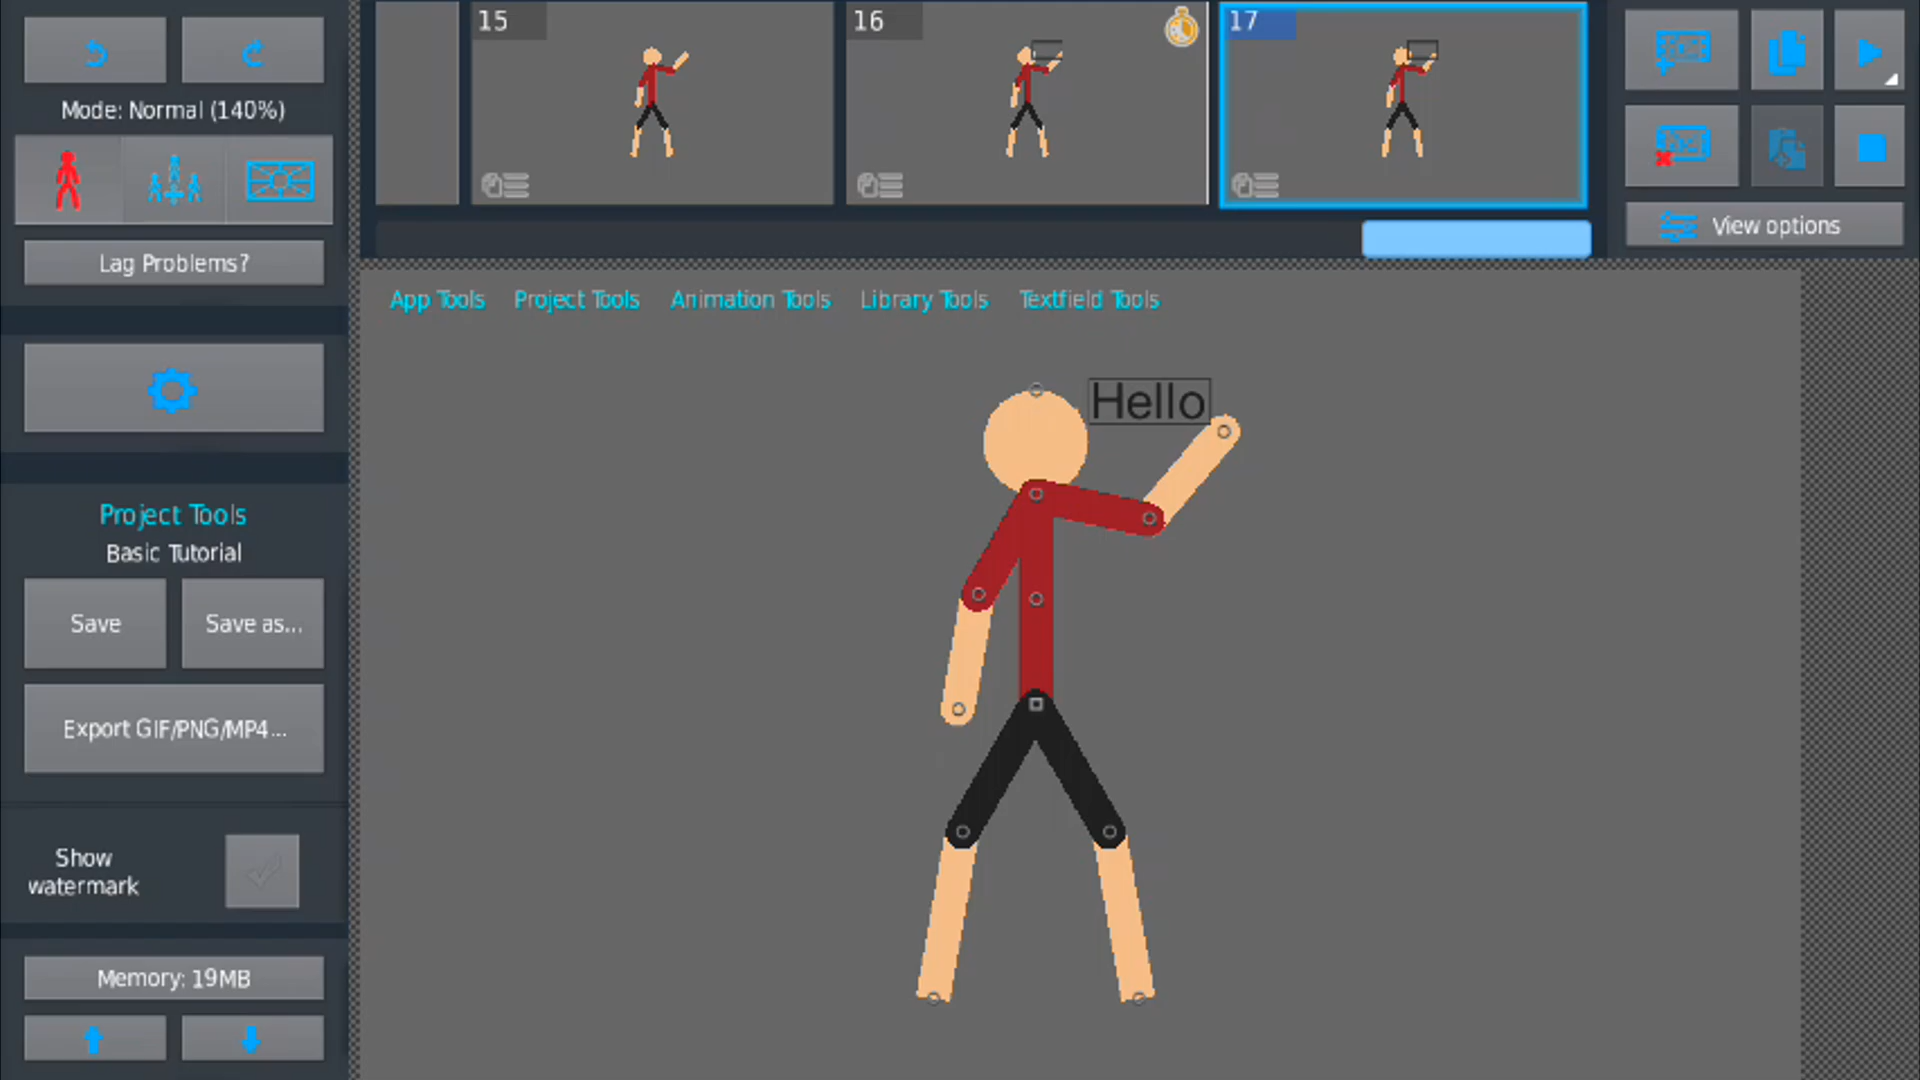 Mode: Normal (140%)
Lag Problems?
15
16
17
View options
App Tools
Project Tools
Animation Tools
Library Tools
Textfield Tools
Hello
Project Tools
Basic Tutorial
Save
Save as...
Export GIF/PNG/MP4...
Show
watermark
Memory: 19MB